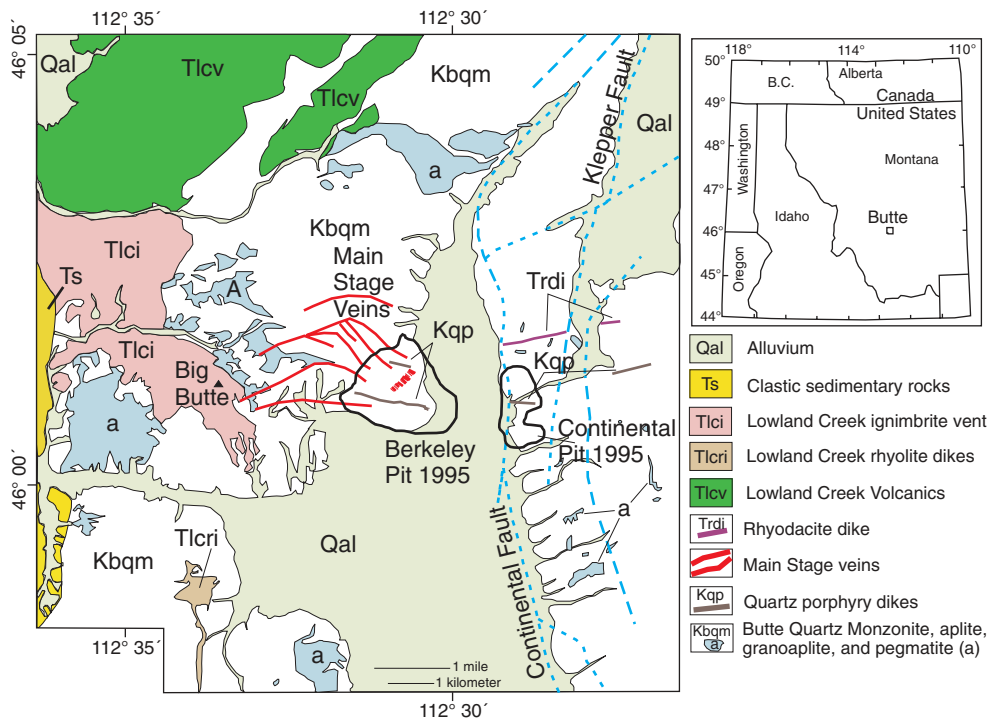 112° 35'
112° 30'
46° 05'
Qal
Tlcv
Tlcv
Kbqm
a
Klepper Fault
Qal
Kbqm
Main
Stage
Veins
Tlci
Ts
A
Trdi
Kqp
Kqp
Tlci
Big
Butte
a
Berkeley
Pit 1995
Continental
Pit 1995
46° 00'
a
Kbqm
Tlcri
Qal
Continental Fault
a
1 mile
1 kilometer
112° 35'
112° 30'
118°
114°
110°
50°
49°
48°
47°
46°
45°
44°
B.C.
Alberta
Canada
United States
Washington
Montana
Idaho
Butte
Oregon
Qal Alluvium
Ts Clastic sedimentary rocks
Tlci Lowland Creek ignimbrite vent
Tlcri Lowland Creek rhyolite dikes
Tlcv Lowland Creek Volcanics
Trdi Rhyodacite dike
Main Stage veins
Kqp Quartz porphyry dikes
Kbqm a Butte Quartz Monzonite, aplite,
granoaplite, and pegmatite (a)